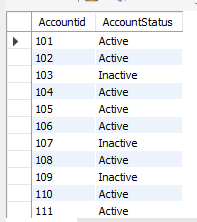 Accountid AccountStatus
101 Active
102 Active
103 Inactive
104 Active
105 Active
106 Active
107 Inactive
108 Active
109 Inactive
110 Active
111 Active